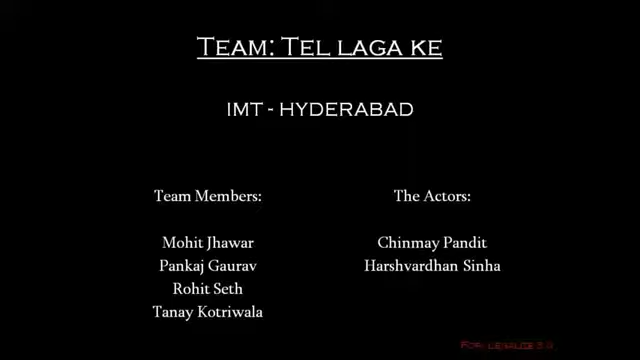 TEAM: TEL LAGA KE
IMT - HYDERABAD
Team Members:
Mohit Jhawar
Pankaj Gaurav
Rohit Seth
Tanay Kotriwala
The Actors:
Chinmay Pandit
Harshvardhan Sinha
For